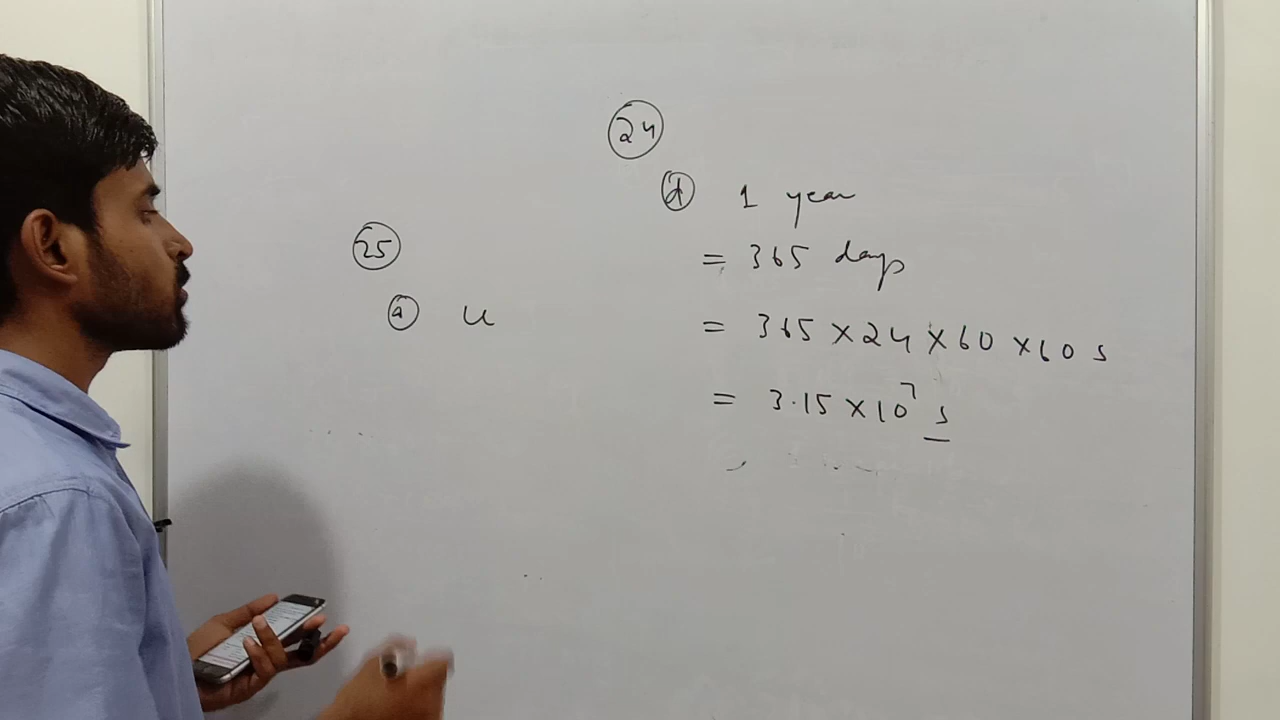 24
d 1 year
= 365 days
= 365 × 24 × 60 × 60 s
= 3.15 × 10⁷ s
25
a u